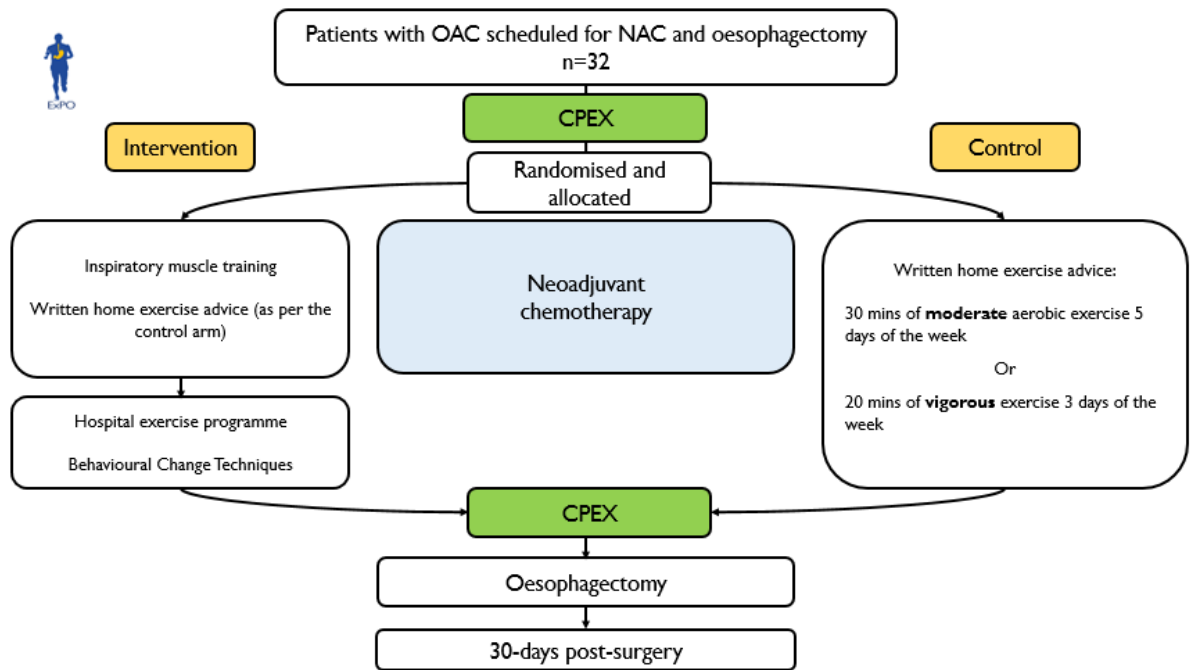 Patients with OAC scheduled for NAC and oesophagectomy
n=32
ExPO
CPEX
Intervention
Control
Randomised and
allocated
Inspiratory muscle training
Written home exercise advice (as per the
control arm)
Neoadjuvant
chemotherapy
Written home exercise advice:
30 mins of moderate aerobic exercise 5
days of the week
Or
20 mins of vigorous exercise 3 days of the
week
Hospital exercise programme
Behavioural Change Techniques
CPEX
Oesophagectomy
30-days post-surgery